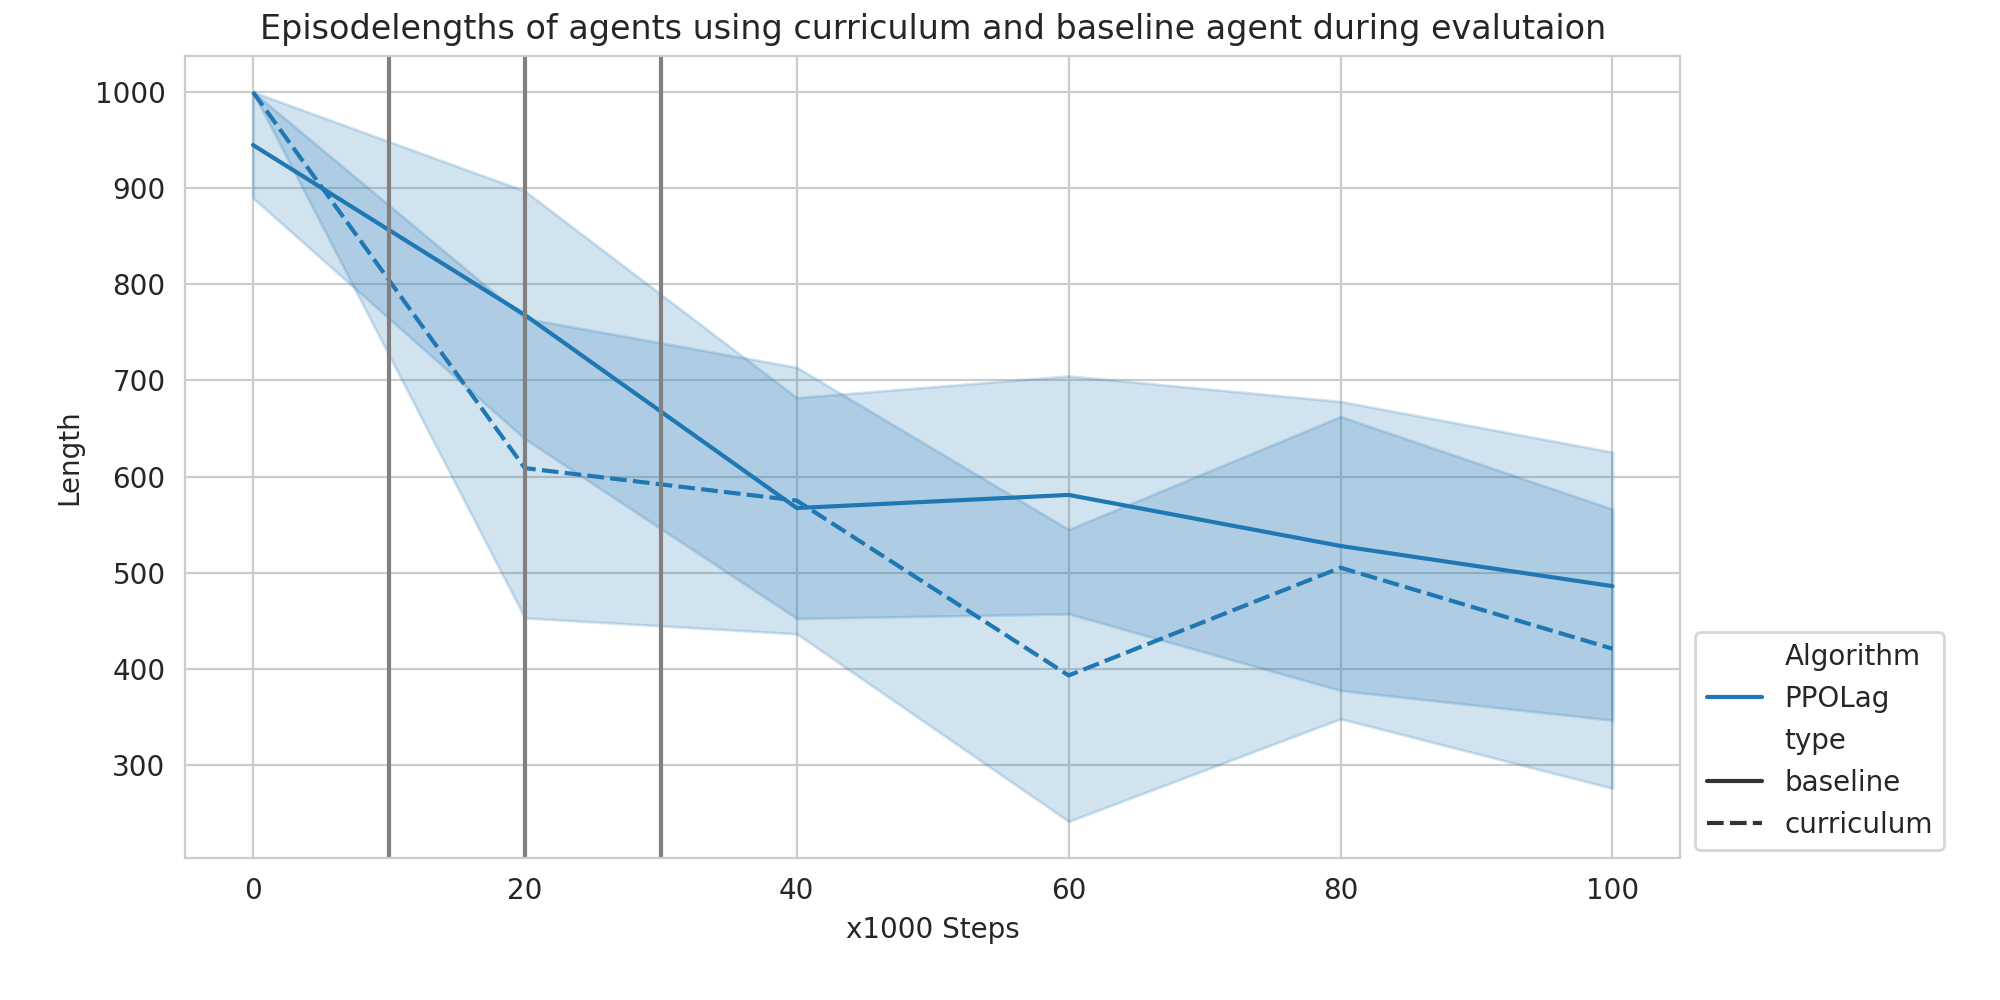 Episodelengths of agents using curriculum and baseline agent during evalutaion
1000
900
800
700
600
500
400
300
Length
0 20 40 60 80 100
x1000 Steps
Algorithm
PPOLag
type
baseline
curriculum